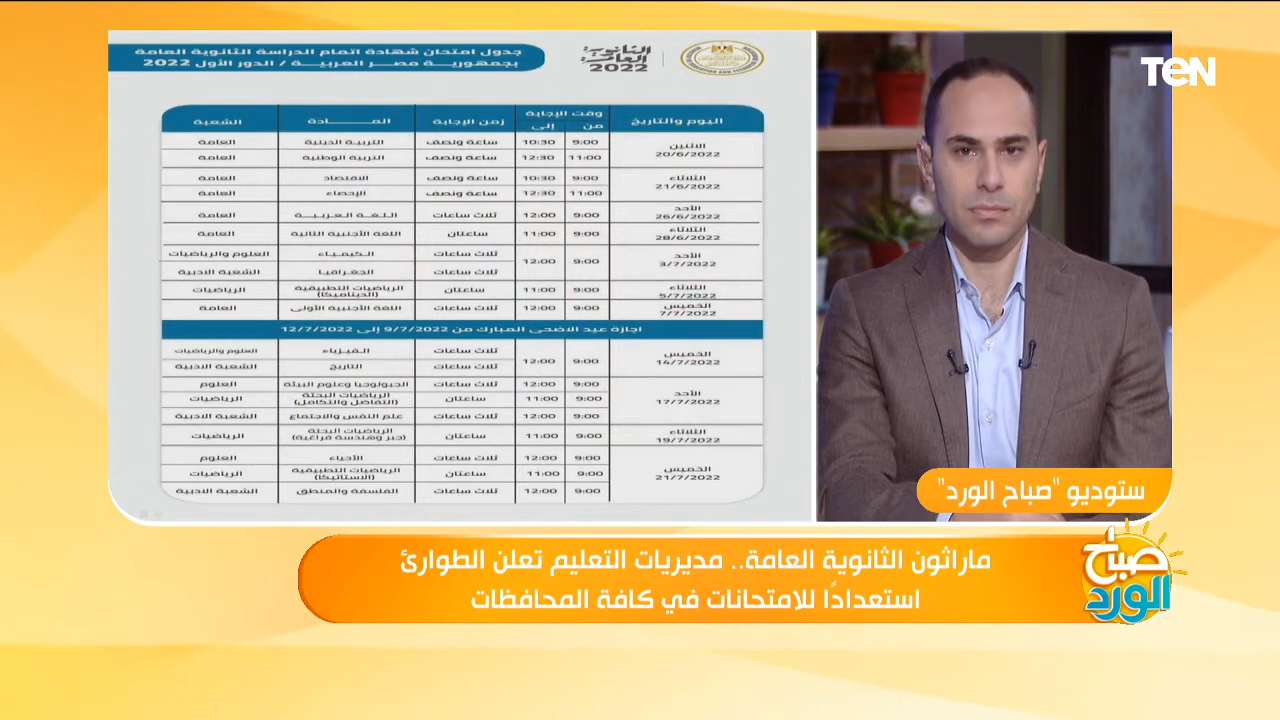 TEN
جدول امتحان شهادة اتمام الدراسة الثانوية العامة
بجمهورية مصر العربية / الدور الأول 2022
الثانوية
العامة
2022
اليوم والتاريخ وقت الإجابة زمن الإجابة المادة الشعبة
من إلى
الاثنين 9:00 10:30 ساعة ونصف التربية الدينية العامة
20/6/2022 11:00 12:30 ساعة ونصف التربية الوطنية العامة
الثلاثاء 9:00 10:30 ساعة ونصف الاقتصاد العامة
21/6/2022 11:00 12:30 ساعة ونصف الإحصاء العامة
الأحد 26/6/2022 9:00 12:00 ثلاث ساعات اللغة العربية العامة
الثلاثاء 28/6/2022 9:00 11:00 ساعتان اللغة الأجنبية الثانية العامة
الأحد 3/7/2022 9:00 12:00 ثلاث ساعات الكيمياء العلوم والرياضيات
ثلاث ساعات الجغرافيا الشعبة الادبية
الثلاثاء 5/7/2022 9:00 11:00 ساعتان الرياضيات التطبيقية (الديناميكا) الرياضيات
الخميس 7/7/2022 9:00 12:00 ثلاث ساعات اللغة الأجنبية الأولى العامة
اجازة عيد الاضحى المبارك من 9/7/2022 إلى 12/7/2022
الخميس 14/7/2022 9:00 12:00 ثلاث ساعات الفيزياء العلوم والرياضيات
ثلاث ساعات التاريخ الشعبة الادبية
الأحد 17/7/2022 9:00 12:00 ثلاث ساعات الجيولوجيا وعلوم البيئة العلوم
9:00 11:00 ساعتان الرياضيات البحتة (التفاضل والتكامل) الرياضيات
9:00 12:00 ثلاث ساعات علم النفس والاجتماع الشعبة الادبية
الثلاثاء 19/7/2022 9:00 11:00 ساعتان الرياضيات البحتة (جبر وهندسة فراغية) الرياضيات
الخميس 21/7/2022 9:00 12:00 ثلاث ساعات الأحياء العلوم
9:00 11:00 ساعتان الرياضيات التطبيقية (الاستاتيكا) الرياضيات
9:00 12:00 ثلاث ساعات الفلسفة والمنطق الشعبة الادبية
ستوديو "صباح الورد"
ماراثون الثانوية العامة.. مديريات التعليم تعلن الطوارئ
استعدادًا للامتحانات في كافة المحافظات
صباح
الورد